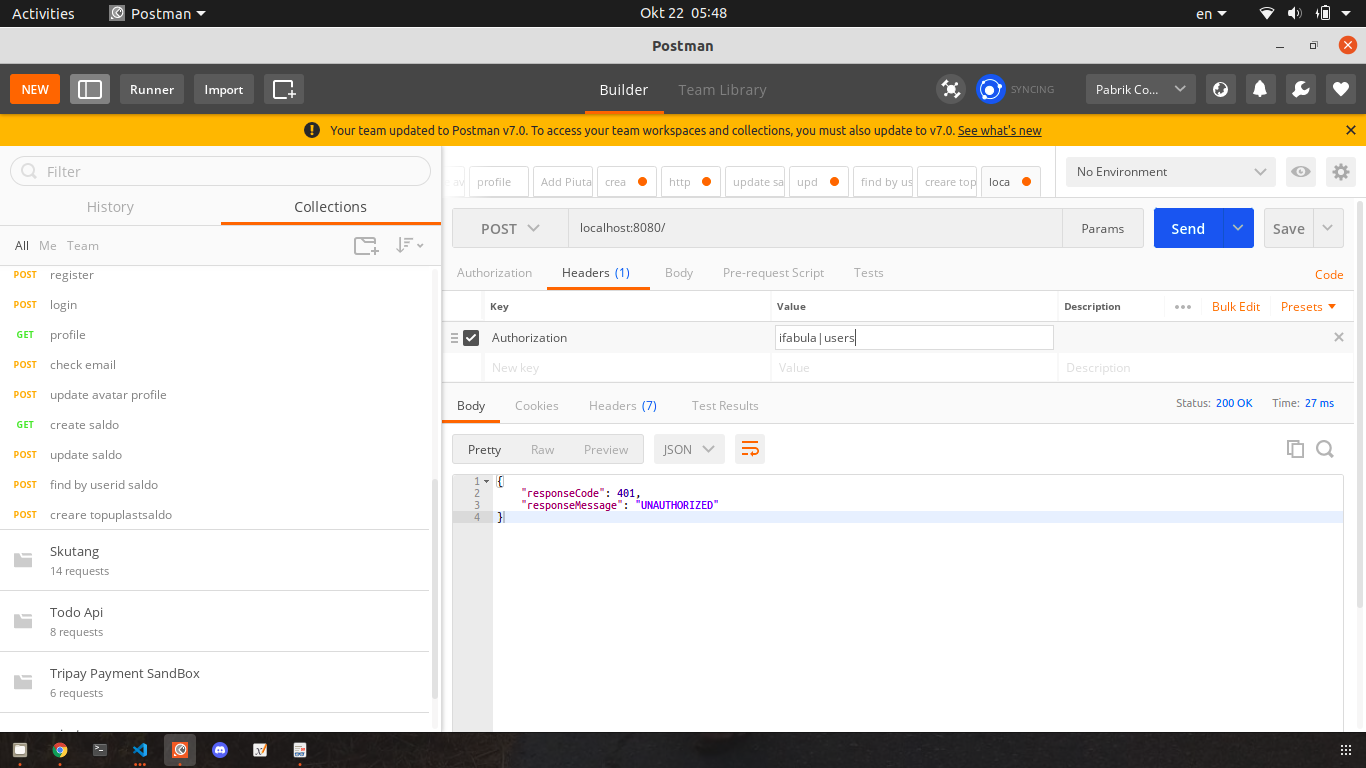 Activities Postman Okt 22 05:48 en
Postman
NEW Runner Import Builder Team Library SYNCING Pabrik Co...
Your team updated to Postman v7.0. To access your team workspaces and collections, you must also update to v7.0. See what's new
Filter
History Collections
All Me Team
POST register
POST login
GET profile
POST check email
POST update avatar profile
GET create saldo
POST update saldo
POST find by userid saldo
POST creare topuplastsaldo
Skutang
14 requests
Todo Api
8 requests
Tripay Payment SandBox
6 requests
profile Add Piuta crea http update sa upd find by us creare top loca
No Environment
POST localhost:8080/ Params Send Save
Authorization Headers (1) Body Pre-request Script Tests Code
Key Value Description Bulk Edit Presets
Authorization ifabula|users
New key Value Description
Body Cookies Headers (7) Test Results Status: 200 OK Time: 27 ms
Pretty Raw Preview JSON
1 {
2 "responseCode": 401,
3 "responseMessage": "UNAUTHORIZED"
4 }